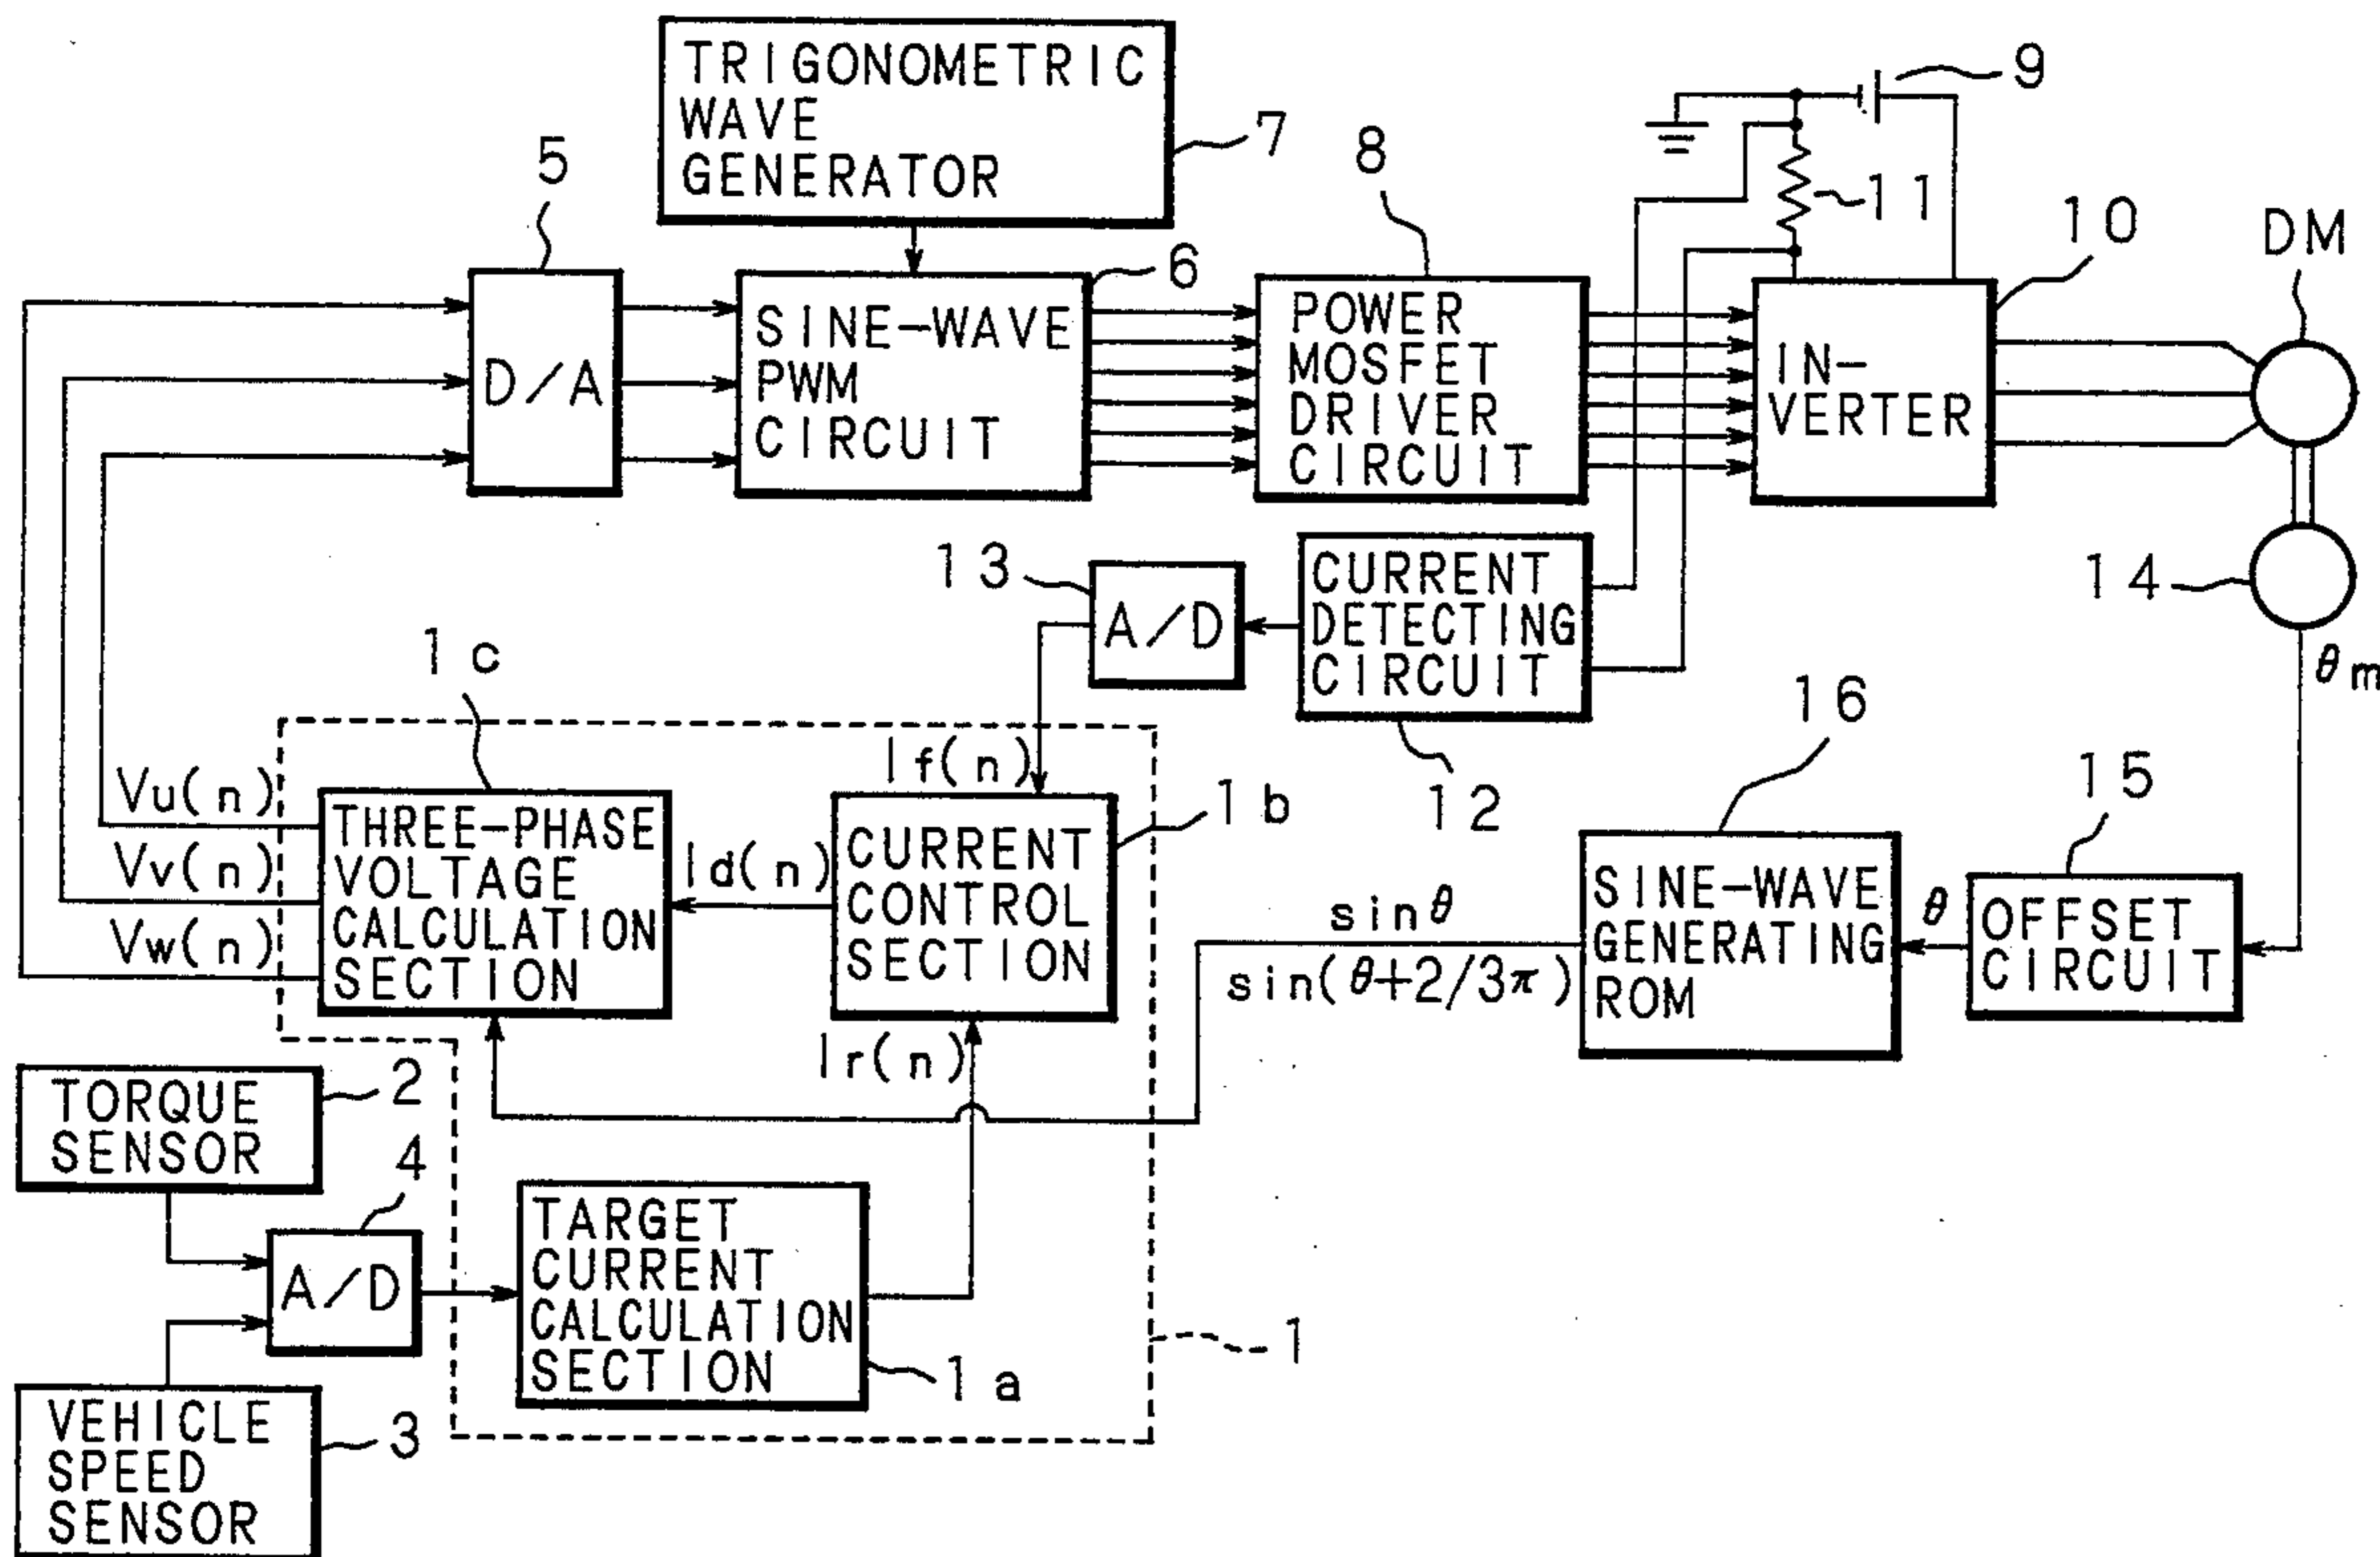 TRIGONOMETRIC
WAVE
GENERATOR
7
9
5
8
11
10
DM
6
D/A
SINE-WAVE
PWM
CIRCUIT
POWER
MOSFET
DRIVER
CIRCUIT
IN-
VERTER
13
A/D
CURRENT
DETECTING
CIRCUIT
12
14
θm
1c
16
15
If(n)
Vu(n)
Vv(n)
Vw(n)
THREE-PHASE
VOLTAGE
CALCULATION
SECTION
Id(n)
CURRENT
CONTROL
SECTION
1b
sinθ
sin(θ+2/3π)
SINE-WAVE
GENERATING
ROM
θ
OFFSET
CIRCUIT
Ir(n)
TORQUE
SENSOR
2
4
A/D
TARGET
CURRENT
CALCULATION
SECTION
1
1a
VEHICLE
SPEED
SENSOR
3